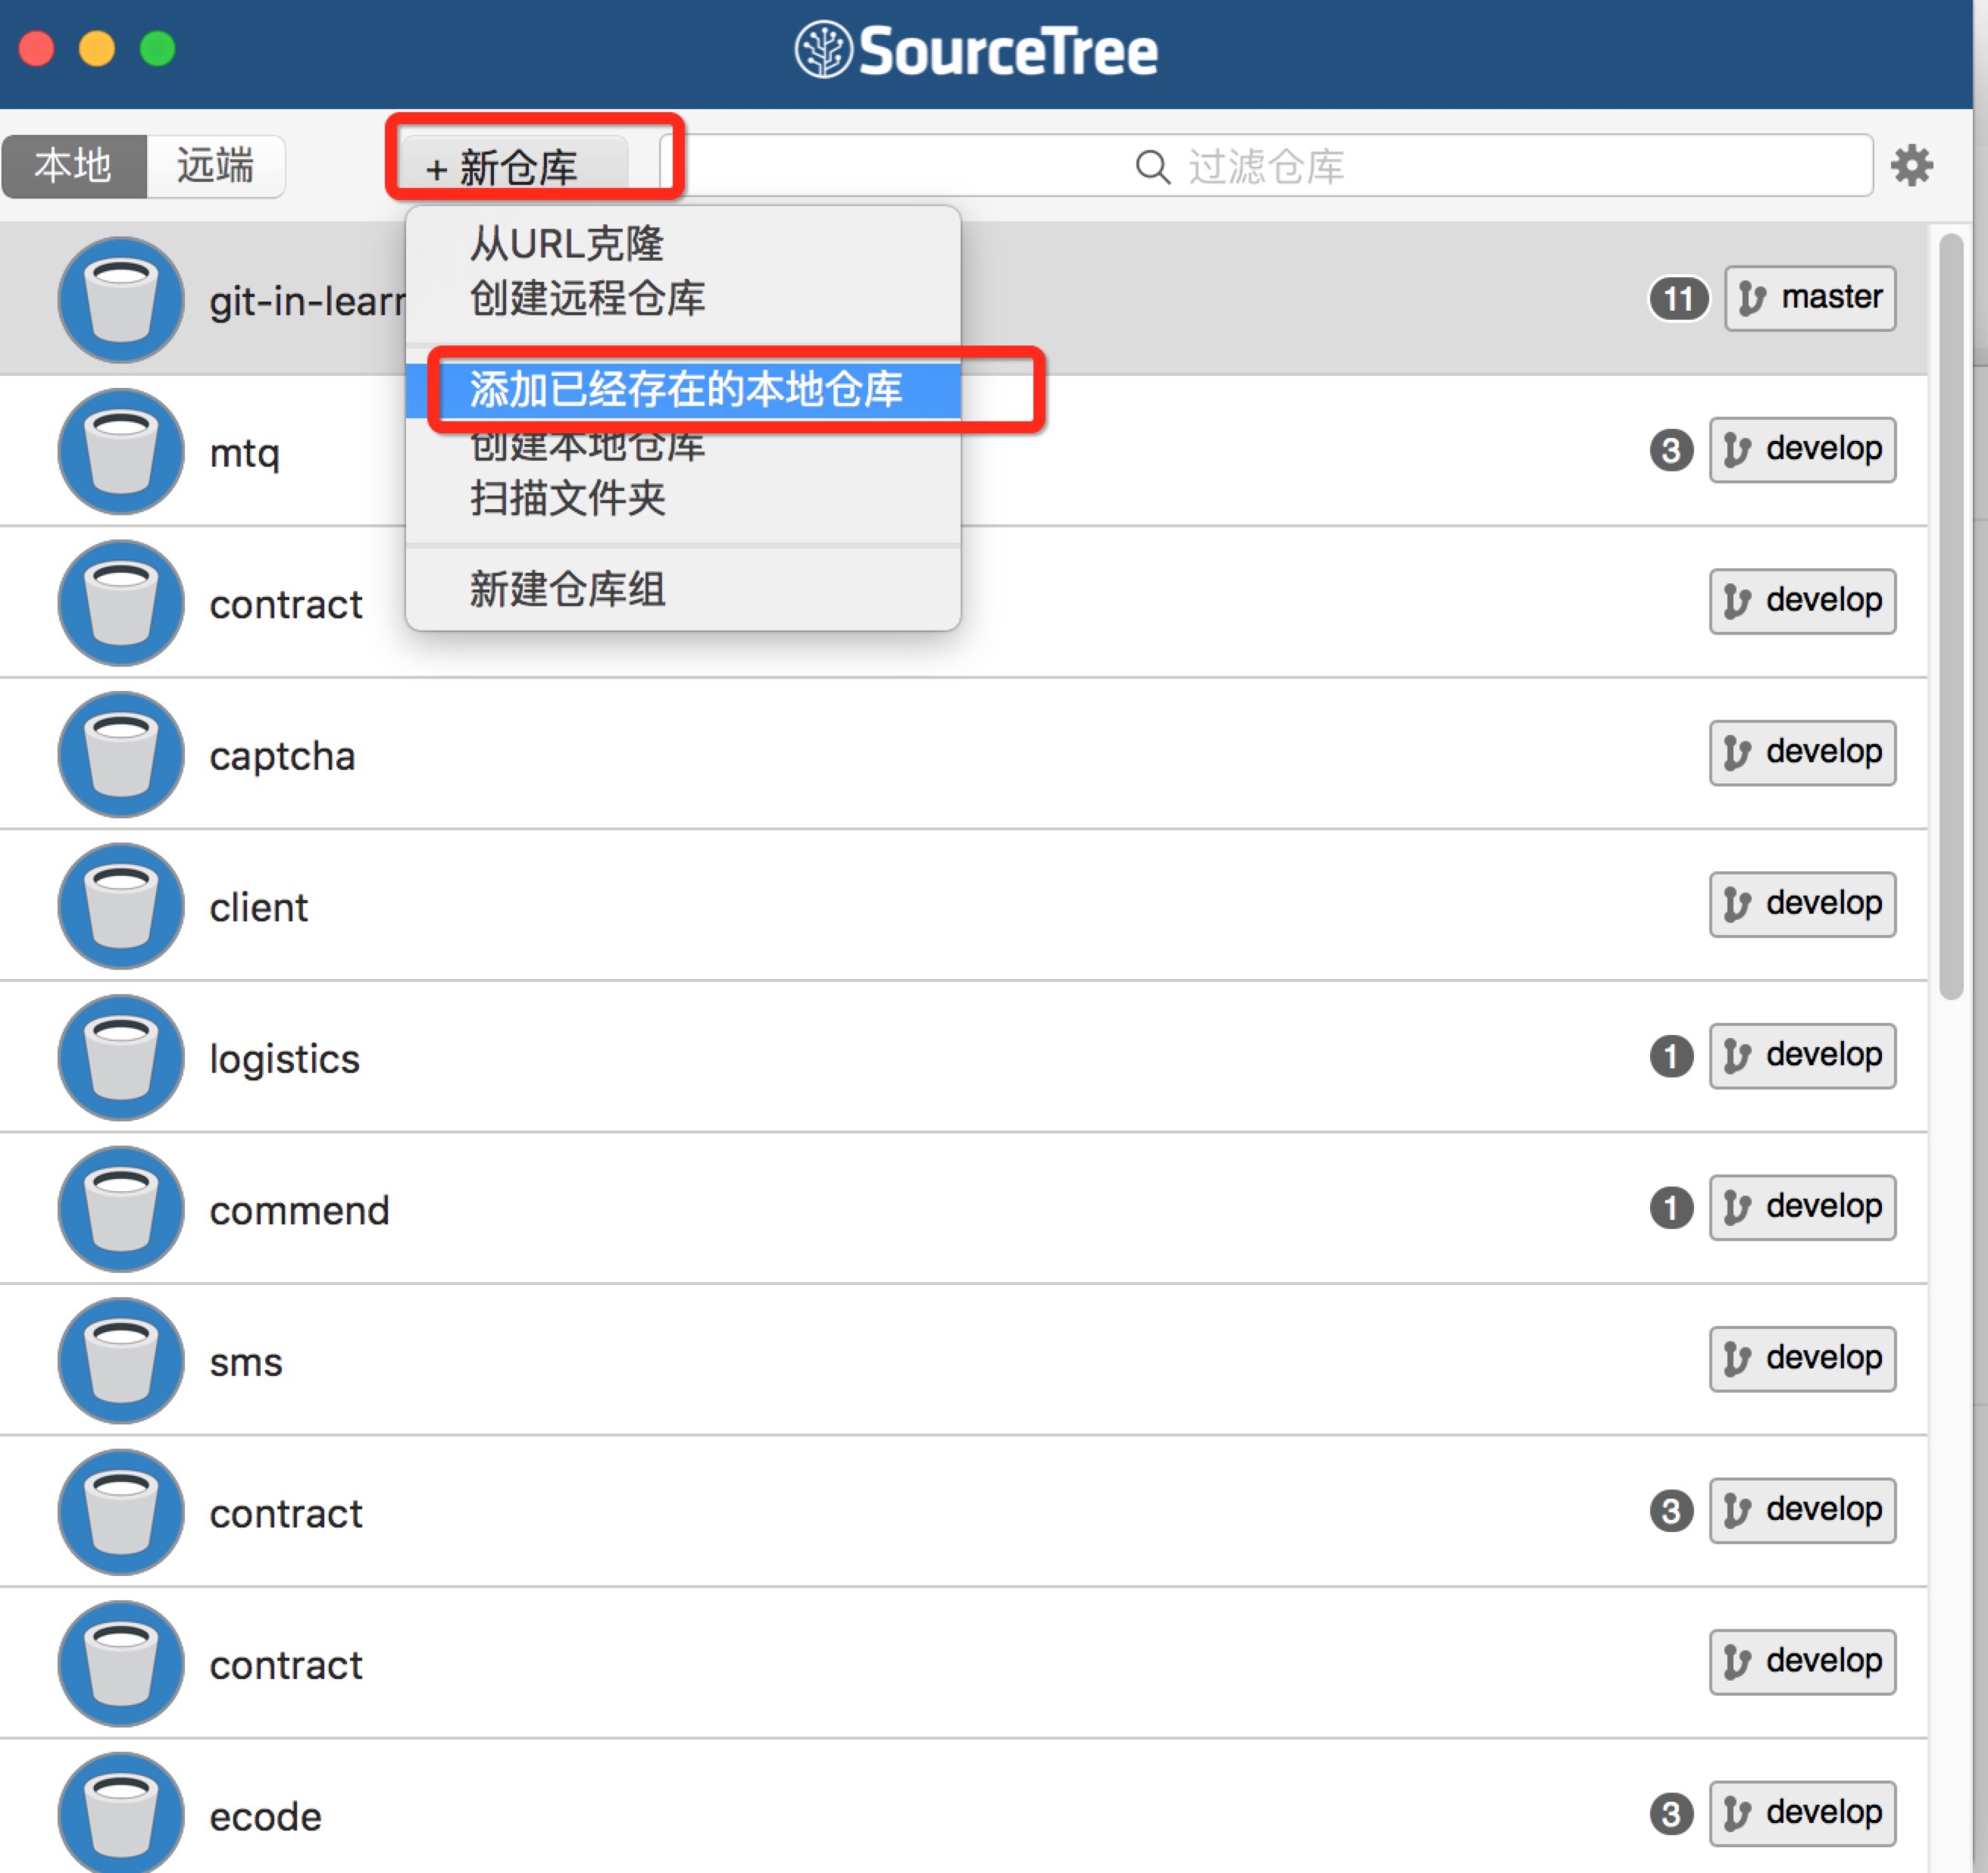 SourceTree
本地 远端 + 新仓库 过滤仓库
从URL克隆
创建远程仓库
添加已经存在的本地仓库
创建本地仓库
扫描文件夹
新建仓库组
git-in-learn 11 master
mtq 3 develop
contract develop
captcha develop
client develop
logistics 1 develop
commend 1 develop
sms develop
contract 3 develop
contract develop
ecode 3 develop